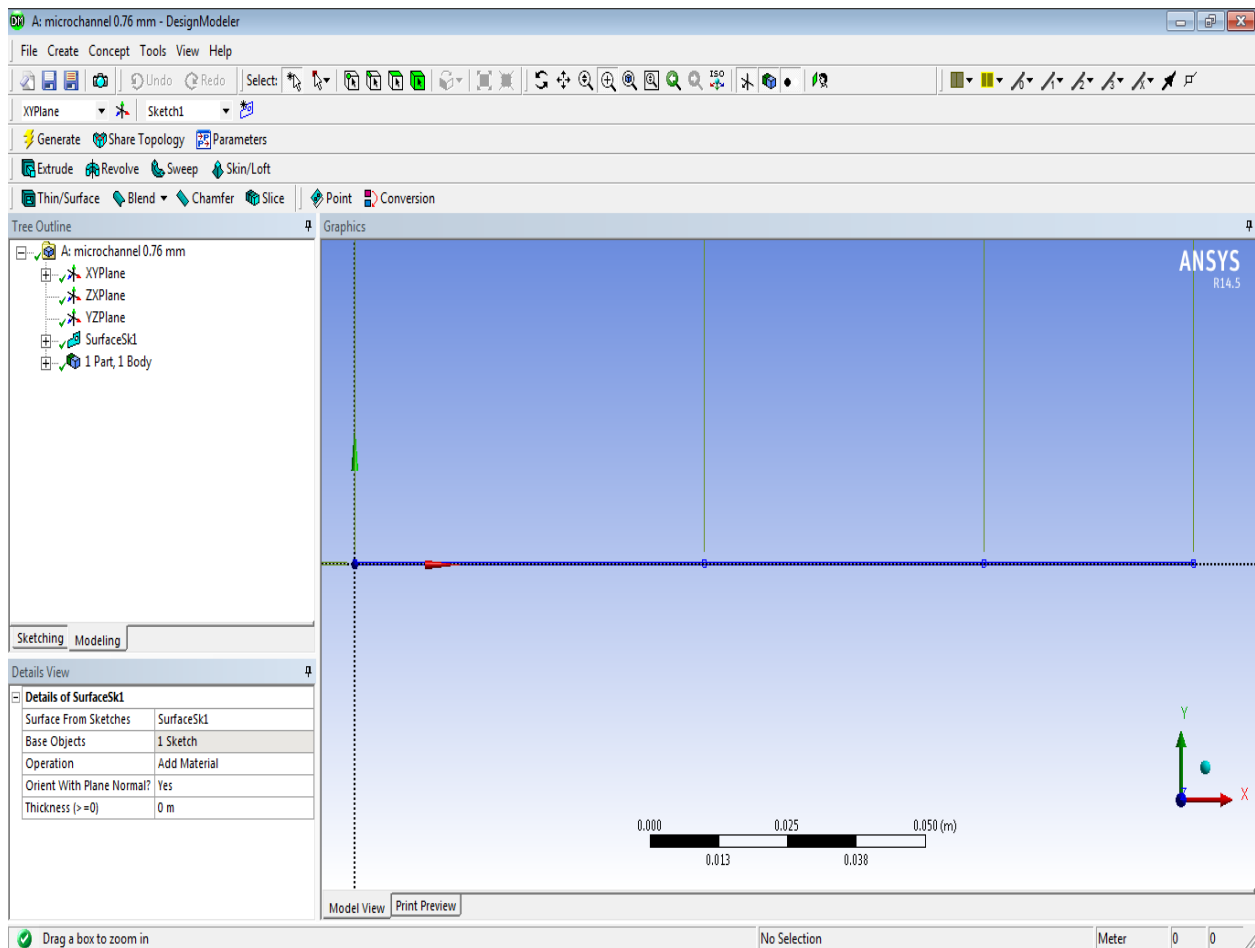 A: microchannel 0.76 mm - DesignModeler
File Create Concept Tools View Help
Undo Redo Select: ISO
XYPlane Sketch1
Generate Share Topology Parameters
Extrude Revolve Sweep Skin/Loft
Thin/Surface Blend Chamfer Slice Point Conversion
Tree Outline
A: microchannel 0.76 mm
XYPlane
ZXPlane
YZPlane
SurfaceSk1
1 Part, 1 Body
Sketching Modeling
Details View
Details of SurfaceSk1
Surface From Sketches SurfaceSk1
Base Objects 1 Sketch
Operation Add Material
Orient With Plane Normal? Yes
Thickness (>=0) 0 m
Graphics
ANSYS
R14.5
Y
Z
X
0.000 0.025 0.050 (m)
0.013 0.038
Model View Print Preview
Drag a box to zoom in No Selection Meter 0 0